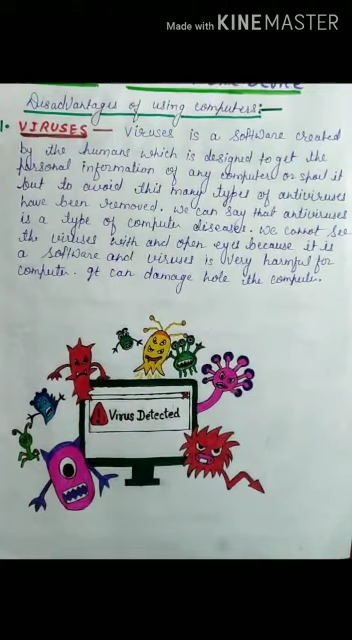 Made with KINEMASTER
DEVICE
Disadvantages of using computers:—
1. VIRUSES — Viruses is a software created
by the humans which is designed to get the
personal information of any computer or spoil it
but to avoid this many types of antiviruses
have been removed. We can say that antiviruses
is a type of computer diseases. We cannot see
the viruses with and open eyes because it is
a software and viruses is very harmful for
computer. It can damage hole the computer.
Virus Detected